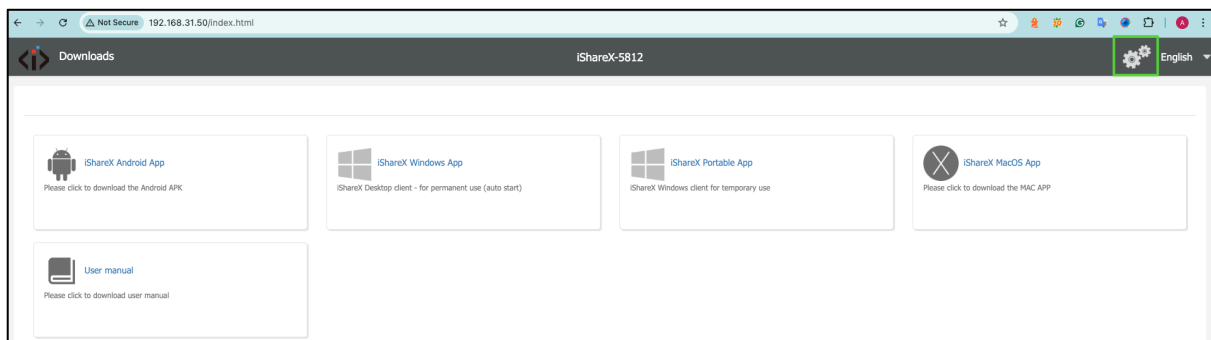 Not Secure 192.168.31.50/index.html
A
Downloads
iShareX-5812
English
iShareX Android App
Please click to download the Android APK
iShareX Windows App
iShareX Desktop client - for permanent use (auto start)
iShareX Portable App
iShareX Windows client for temporary use
iShareX MacOS App
Please click to download the MAC APP
User manual
Please click to download user manual